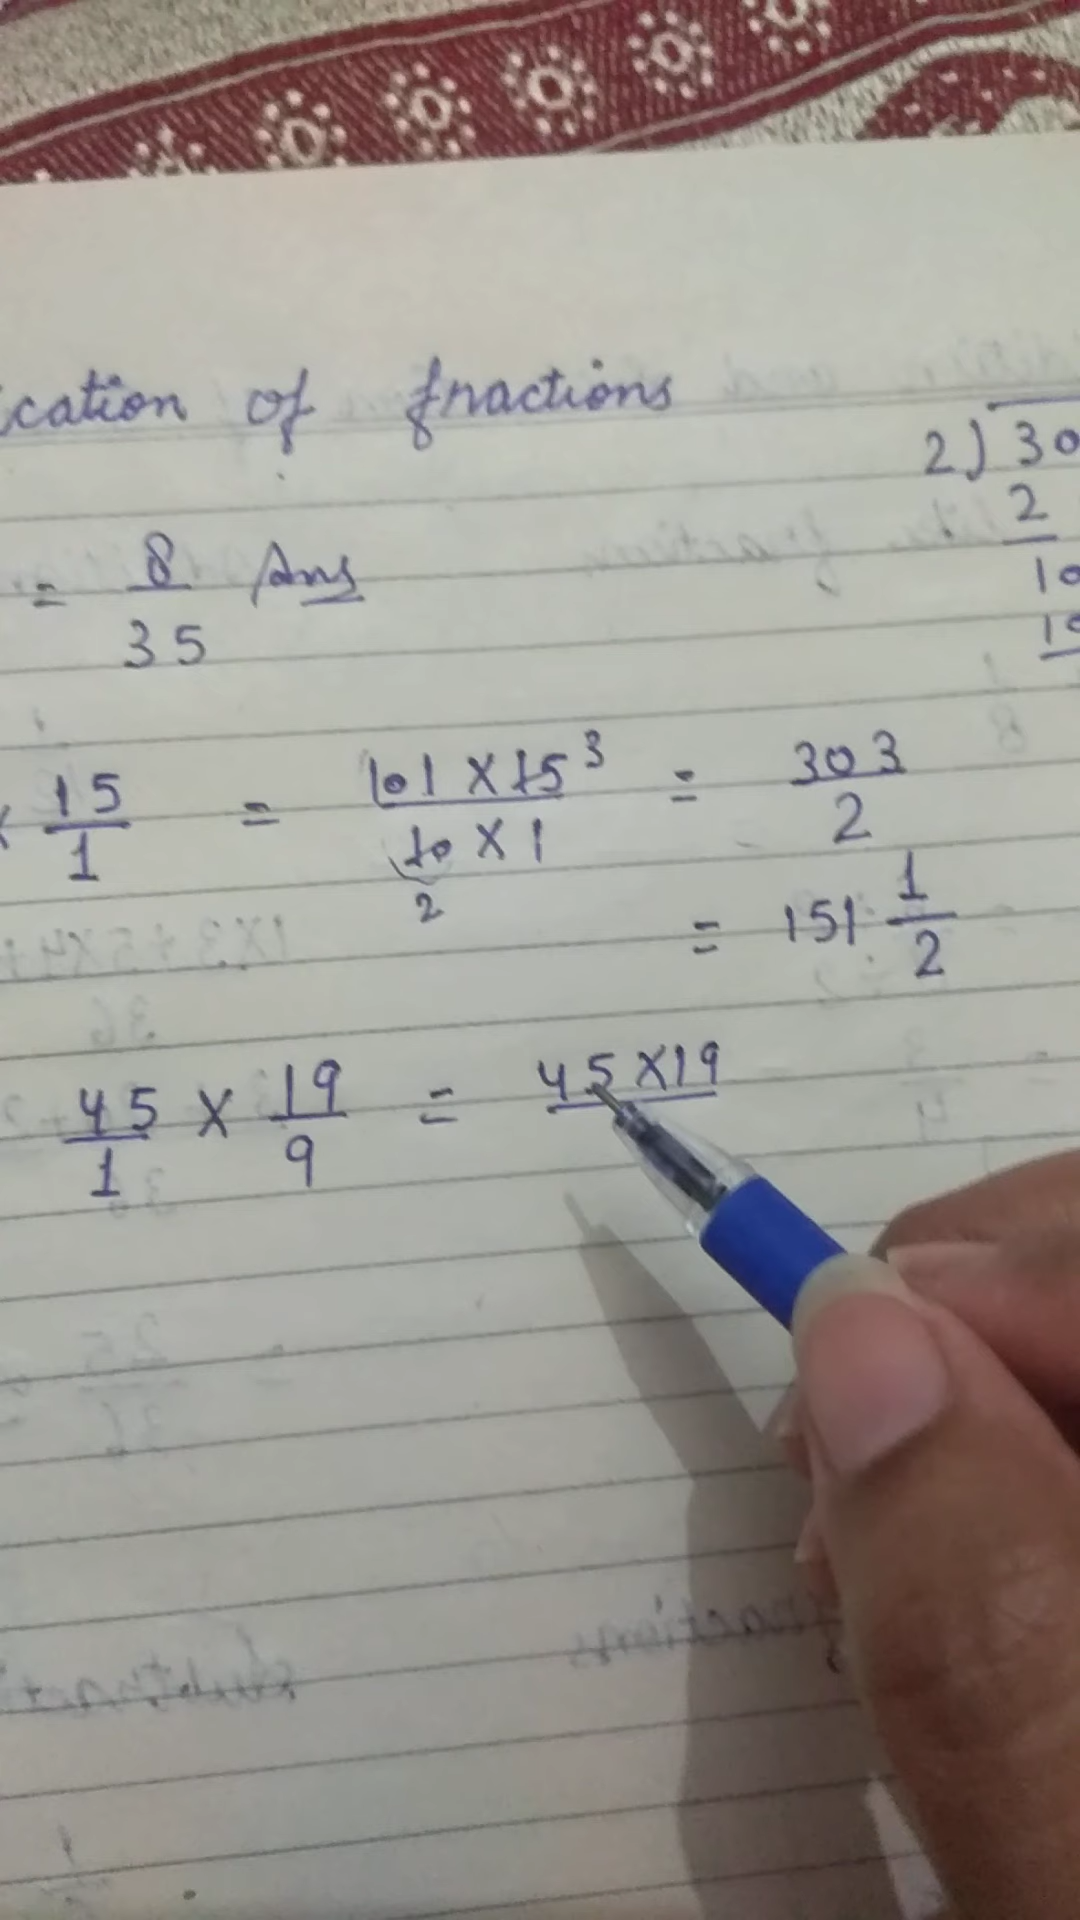 ication of fractions
2) 30
2
10
10
= 8/35 Ans
x 15/1 = 101 x 15 3 / 10 x 1 = 303/2
2
= 151 1/2
45/1 x 19/9 = 45 x 19